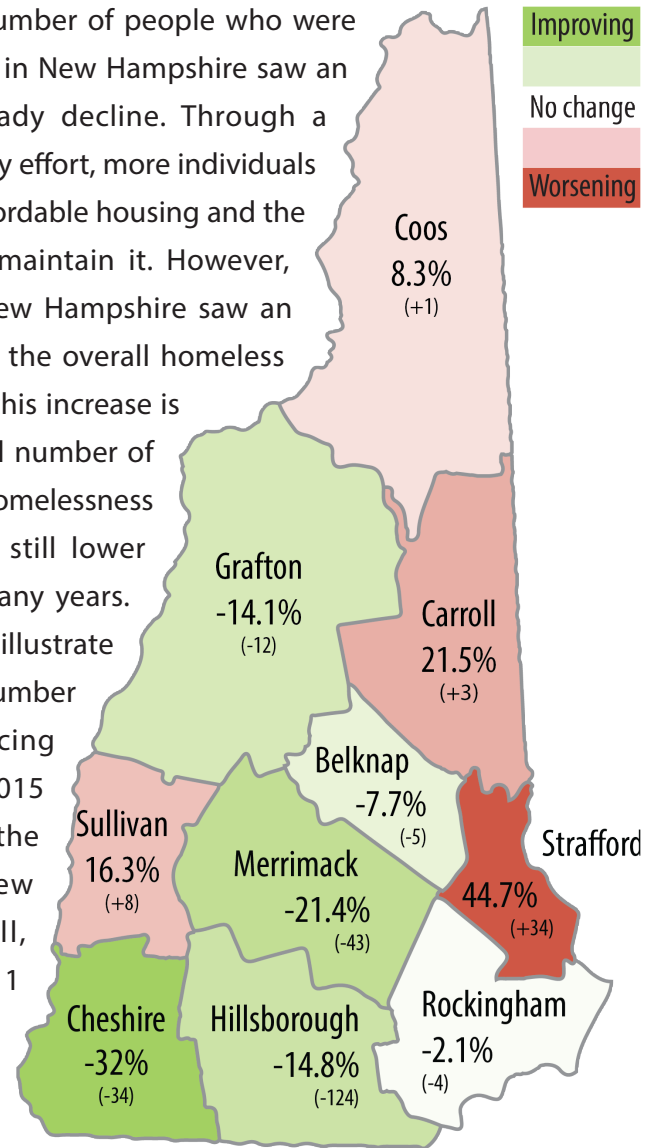 umber of people who were
in New Hampshire saw an
ady decline. Through a
y effort, more individuals
ordable housing and the
maintain it. However,
ew Hampshire saw an
the overall homeless
his increase is
l number of
omelessness
still lower
any years.
illustrate
umber
cing
015
the
ew
ll,
1
Improving
No change
Worsening
Coos
8.3%
(+1)
Grafton
-14.1%
(-12)
Carroll
21.5%
(+3)
Belknap
-7.7%
(-5)
Sullivan
16.3%
(+8)
Merrimack
-21.4%
(-43)
Strafford
44.7%
(+34)
Cheshire
-32%
(-34)
Hillsborough
-14.8%
(-124)
Rockingham
-2.1%
(-4)